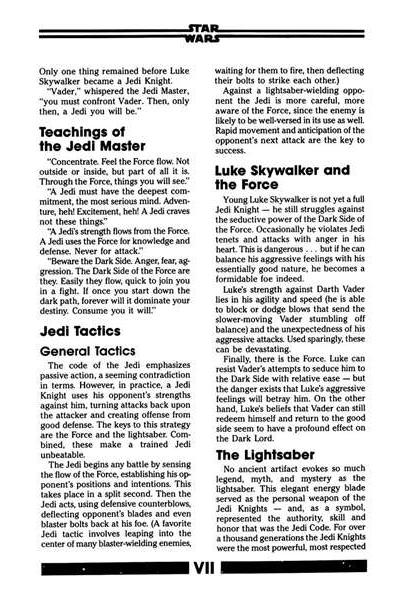 STAR
WARS
Only one thing remained before Luke
Skywalker became a Jedi Knight.
"Vader," whispered the Jedi Master,
"you must confront Vader. Then, only
then, a Jedi you will be."
Teachings of
the Jedi Master
"Concentrate. Feel the Force flow. Not
outside or inside, but part of all it is.
Through the Force, things you will see."
"A Jedi must have the deepest com-
mitment, the most serious mind. Adven-
ture, heh! Excitement, heh! A Jedi craves
not these things."
"A Jedi's strength flows from the Force.
A Jedi uses the Force for knowledge and
defense. Never for attack."
"Beware the Dark Side. Anger, fear, ag-
gression. The Dark Side of the Force are
they. Easily they flow, quick to join you
in a fight. If once you start down the
dark path, forever will it dominate your
destiny. Consume you it will."
Jedi Tactics
General Tactics
The code of the Jedi emphasizes
passive action, a seeming contradiction
in terms. However, in practice, a Jedi
Knight uses his opponent's strengths
against him, turning attacks back upon
the attacker and creating offense from
good defense. The keys to this strategy
are the Force and the lightsaber. Com-
bined, these make a trained Jedi
unbeatable.
The Jedi begins any battle by sensing
the flow of the Force, establishing his op-
ponent's positions and intentions. This
takes place in a split second. Then the
Jedi acts, using defensive counterblows,
deflecting opponent's blades and even
blaster bolts back at his foe. (A favorite
Jedi tactic involves leaping into the
center of many blaster-wielding enemies,
waiting for them to fire, then deflecting
their bolts to strike each other.)
Against a lightsaber-wielding oppo-
nent the Jedi is more careful, more
aware of the Force, since the enemy is
likely to be well-versed in its use as well.
Rapid movement and anticipation of the
opponent's next attack are the key to
success.
Luke Skywalker and
the Force
Young Luke Skywalker is not yet a full
Jedi Knight — he still struggles against
the seductive power of the Dark Side of
the Force. Occasionally he violates Jedi
tenets and attacks with anger in his
heart. This is dangerous . . . but if he can
balance his aggressive feelings with his
essentially good nature, he becomes a
formidable foe indeed.
Luke's strength against Darth Vader
lies in his agility and speed (he is able
to block or dodge blows that send the
slower-moving Vader stumbling off
balance) and the unexpectedness of his
aggressive attacks. Used sparingly, these
can be devastating.
Finally, there is the Force. Luke can
resist Vader's attempts to seduce him to
the Dark Side with relative ease — but
the danger exists that Luke's aggressive
feelings will betray him. On the other
hand, Luke's beliefs that Vader can still
redeem himself and return to the good
side seem to have a profound effect on
the Dark Lord.
The Lightsaber
No ancient artifact evokes so much
legend, myth, and mystery as the
lightsaber. This elegant energy blade
served as the personal weapon of the
Jedi Knights — and, as a symbol,
represented the authority, skill and
honor that was the Jedi Code. For over
a thousand generations the Jedi Knights
were the most powerful, most respected
VII